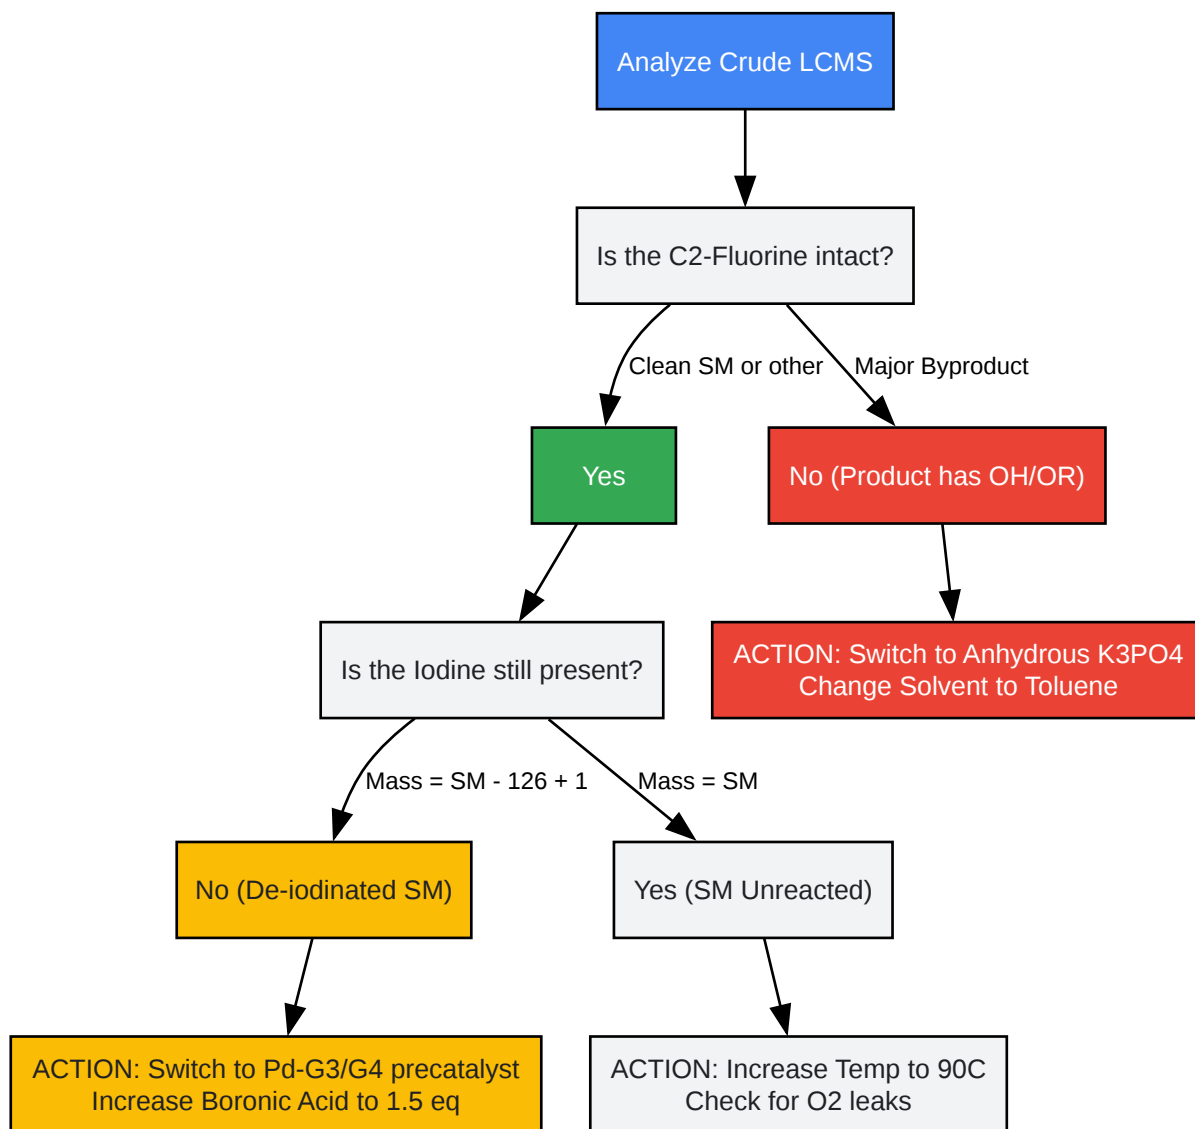 Analyze Crude LCMS
Is the C2-Fluorine intact?
Clean SM or other
Major Byproduct
Yes
No (Product has OH/OR)
Is the Iodine still present?
ACTION: Switch to Anhydrous K3PO4
Change Solvent to Toluene
Mass = SM - 126 + 1
Mass = SM
No (De-iodinated SM)
Yes (SM Unreacted)
ACTION: Switch to Pd-G3/G4 precatalyst
Increase Boronic Acid to 1.5 eq
ACTION: Increase Temp to 90C
Check for O2 leaks